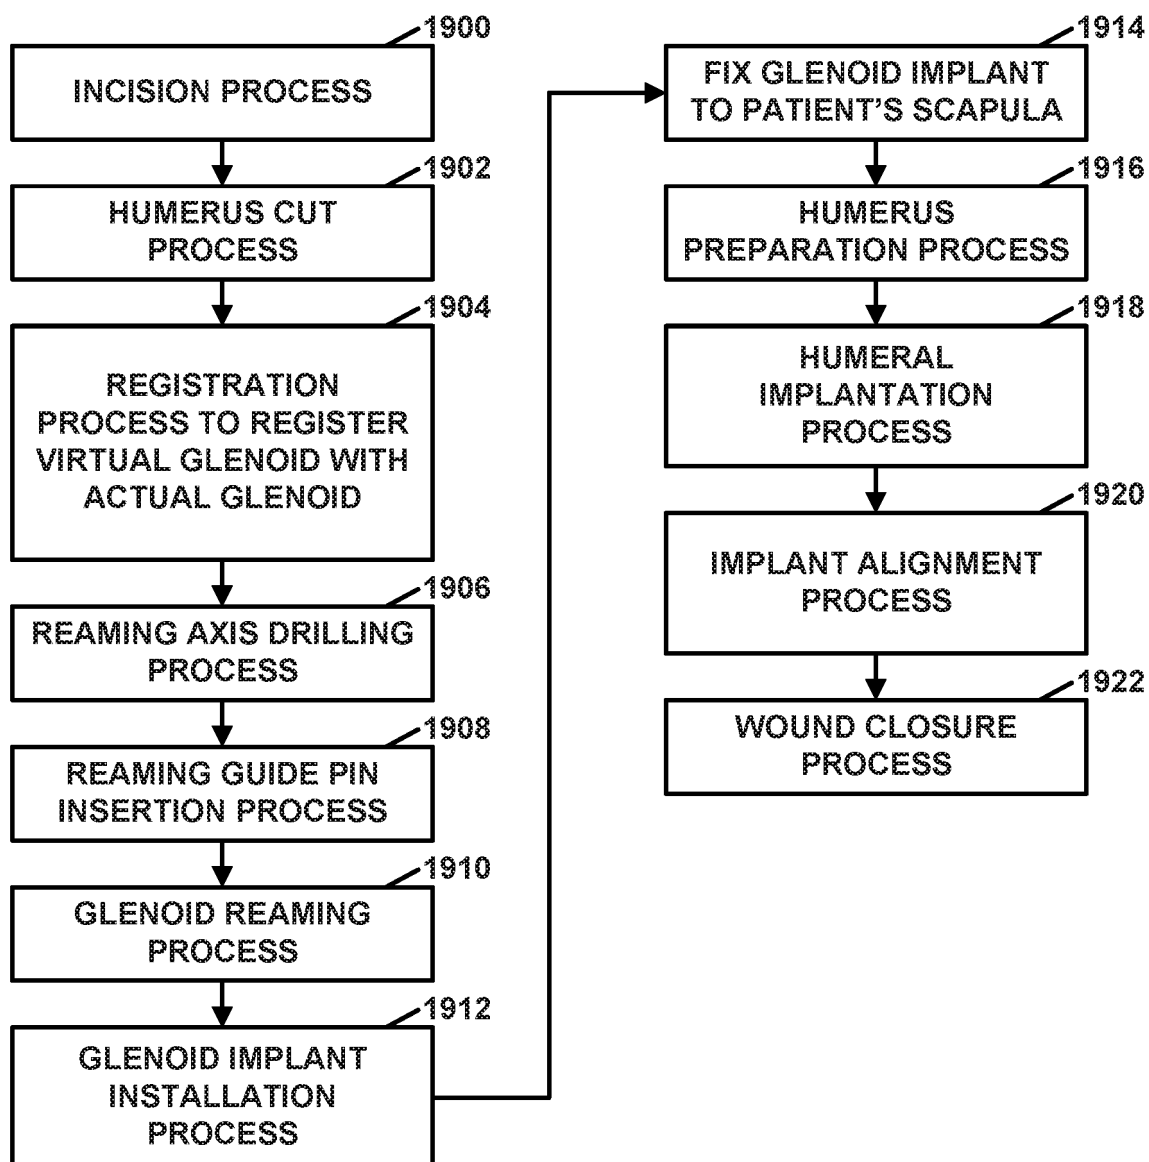 1900
INCISION PROCESS
1902
HUMERUS CUT
PROCESS
1904
REGISTRATION
PROCESS TO REGISTER
VIRTUAL GLENOID WITH
ACTUAL GLENOID
1906
REAMING AXIS DRILLING
PROCESS
1908
REAMING GUIDE PIN
INSERTION PROCESS
1910
GLENOID REAMING
PROCESS
1912
GLENOID IMPLANT
INSTALLATION
PROCESS
1914
FIX GLENOID IMPLANT
TO PATIENT'S SCAPULA
1916
HUMERUS
PREPARATION PROCESS
1918
HUMERAL
IMPLANTATION
PROCESS
1920
IMPLANT ALIGNMENT
PROCESS
1922
WOUND CLOSURE
PROCESS